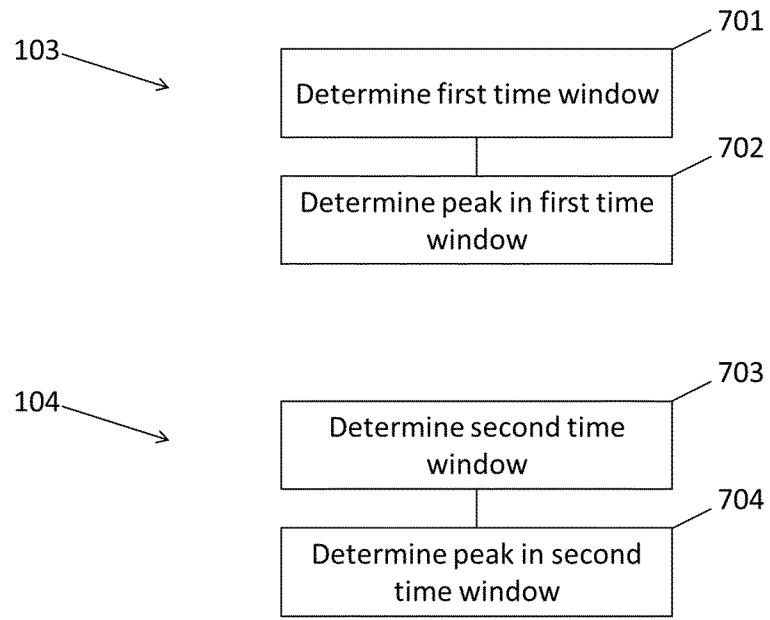 701
103
Determine first time window
702
Determine peak in first time
window
703
104
Determine second time
window
704
Determine peak in second
time window